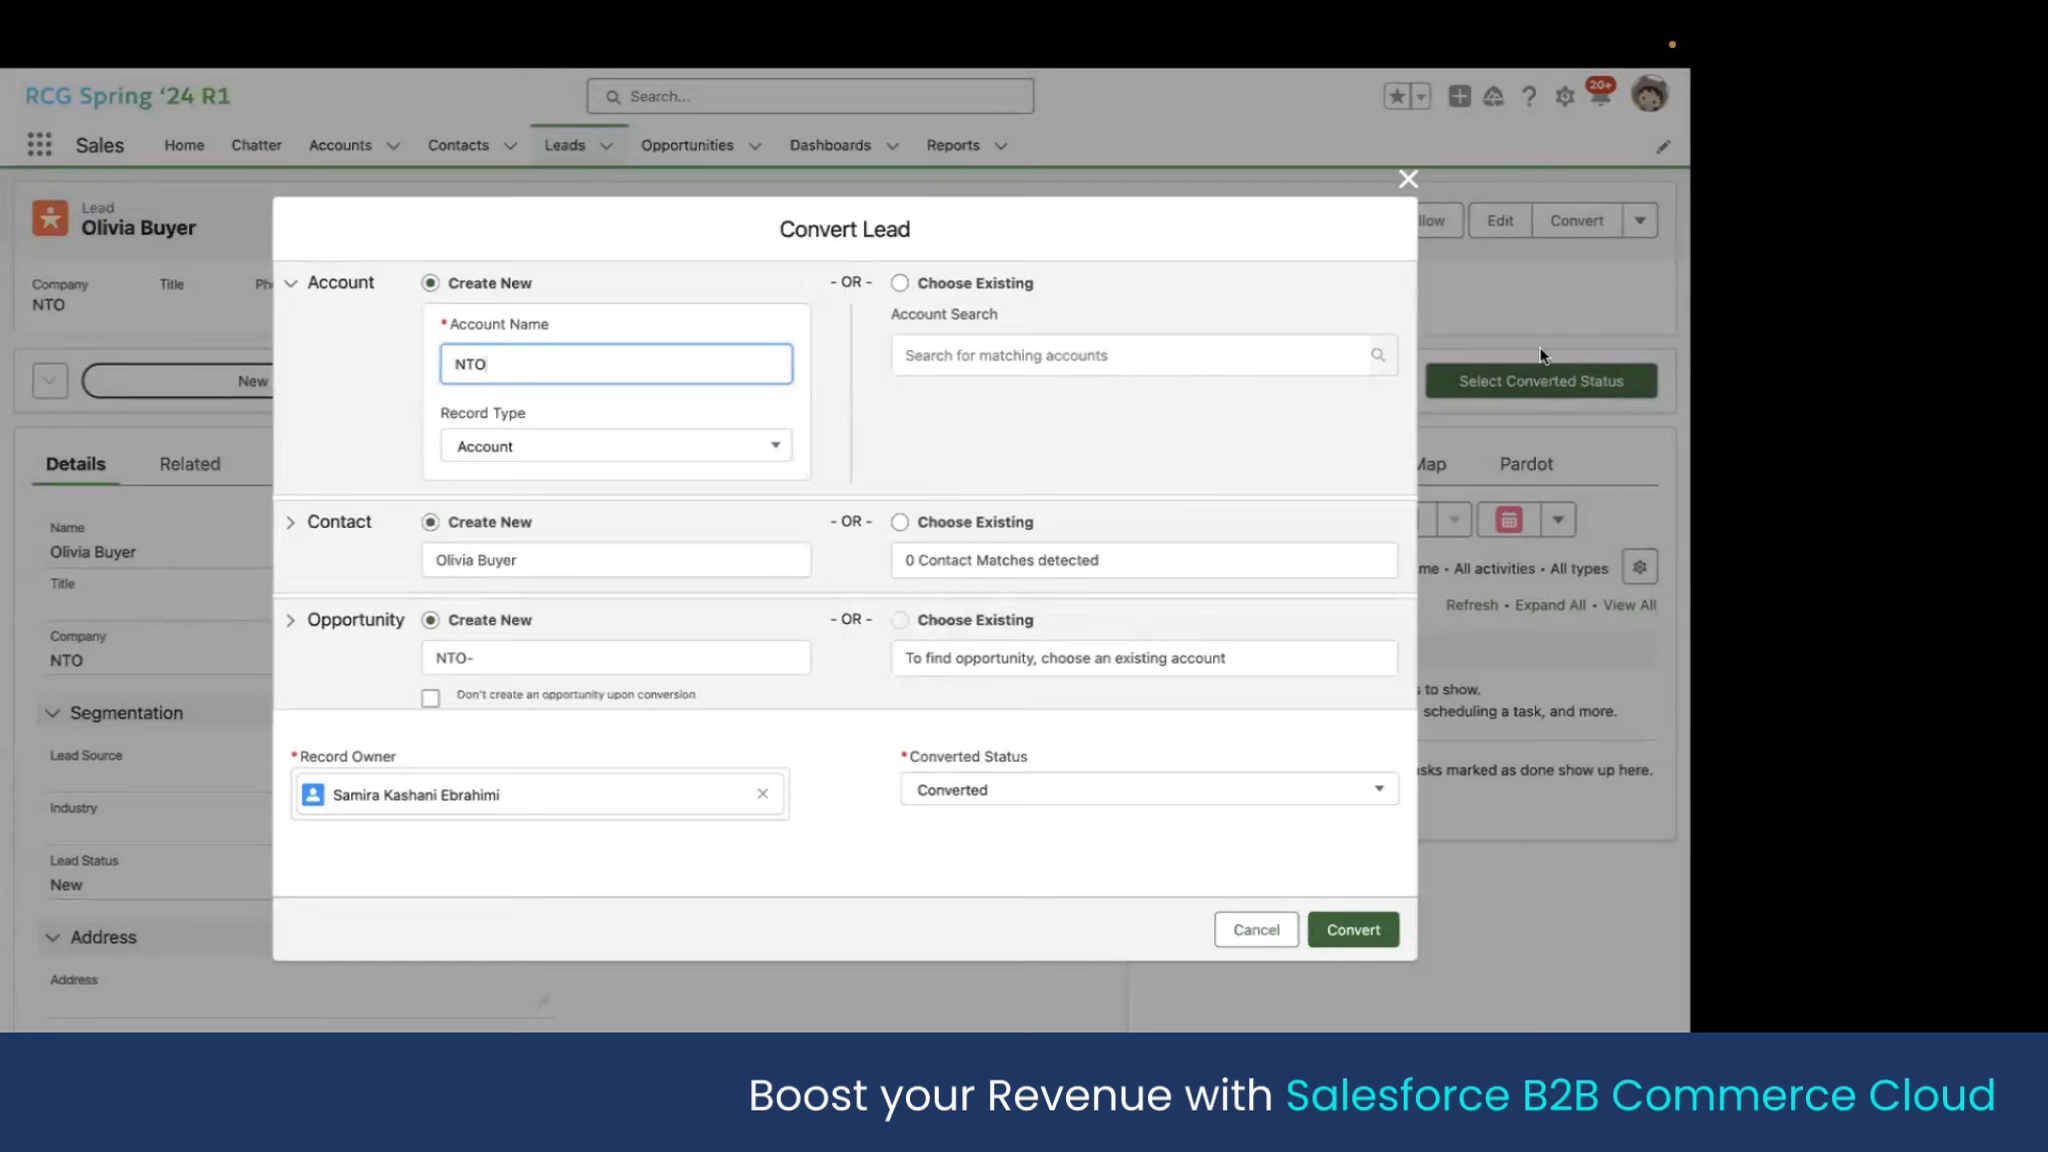 RCG Spring ‘24 R1
Search...
20+
Sales
Home
Chatter
Accounts
Contacts
Leads
Opportunities
Dashboards
Reports
Lead
Olivia Buyer
Edit
Convert
Company
Title
NTO
New
Select Converted Status
Details
Related
Pardot
Name
Olivia Buyer
Title
Company
NTO
Segmentation
Lead Source
Industry
Lead Status
New
Address
Address
Convert Lead
Account
Create New
- OR -
Choose Existing
*Account Name
NTO
Account Search
Search for matching accounts
Record Type
Account
Contact
Create New
- OR -
Choose Existing
Olivia Buyer
0 Contact Matches detected
Opportunity
Create New
- OR -
Choose Existing
NTO-
To find opportunity, choose an existing account
Don't create an opportunity upon conversion
*Record Owner
Samira Kashani Ebrahimi
*Converted Status
Converted
Cancel
Convert
• All activities • All types
Refresh • Expand All • View All
to show.
scheduling a task, and more.
marked as done show up here.
Boost your Revenue with Salesforce B2B Commerce Cloud